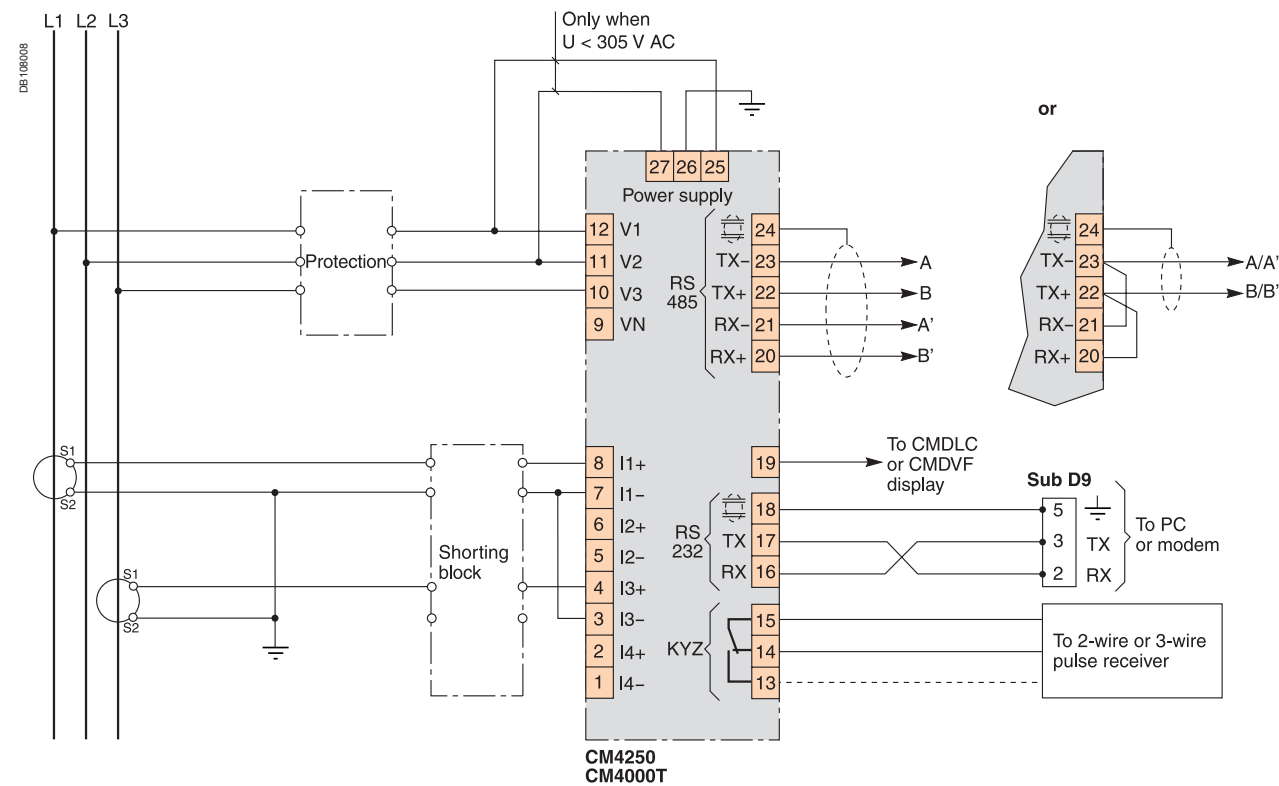 L1 L2 L3
DB108008
Only when
U < 305 V AC
or
27 26 25
Power supply
Protection
12 V1
11 V2
10 V3
9 VN
RS
485
24
TX− 23
TX+ 22
RX− 21
RX+ 20
A
B
A'
B'
24
TX− 23
TX+ 22
RX− 21
RX+ 20
A/A'
B/B'
S1
S2
S1
S2
Shorting
block
8 I1+
7 I1−
6 I2+
5 I2−
4 I3+
3 I3−
2 I4+
1 I4−
19
To CMDLC
or CMDVF
display
RS
232
18
TX 17
RX 16
Sub D9
5
3 TX
2 RX
To PC
or modem
KYZ
15
14
13
To 2-wire or 3-wire
pulse receiver
CM4250
CM4000T